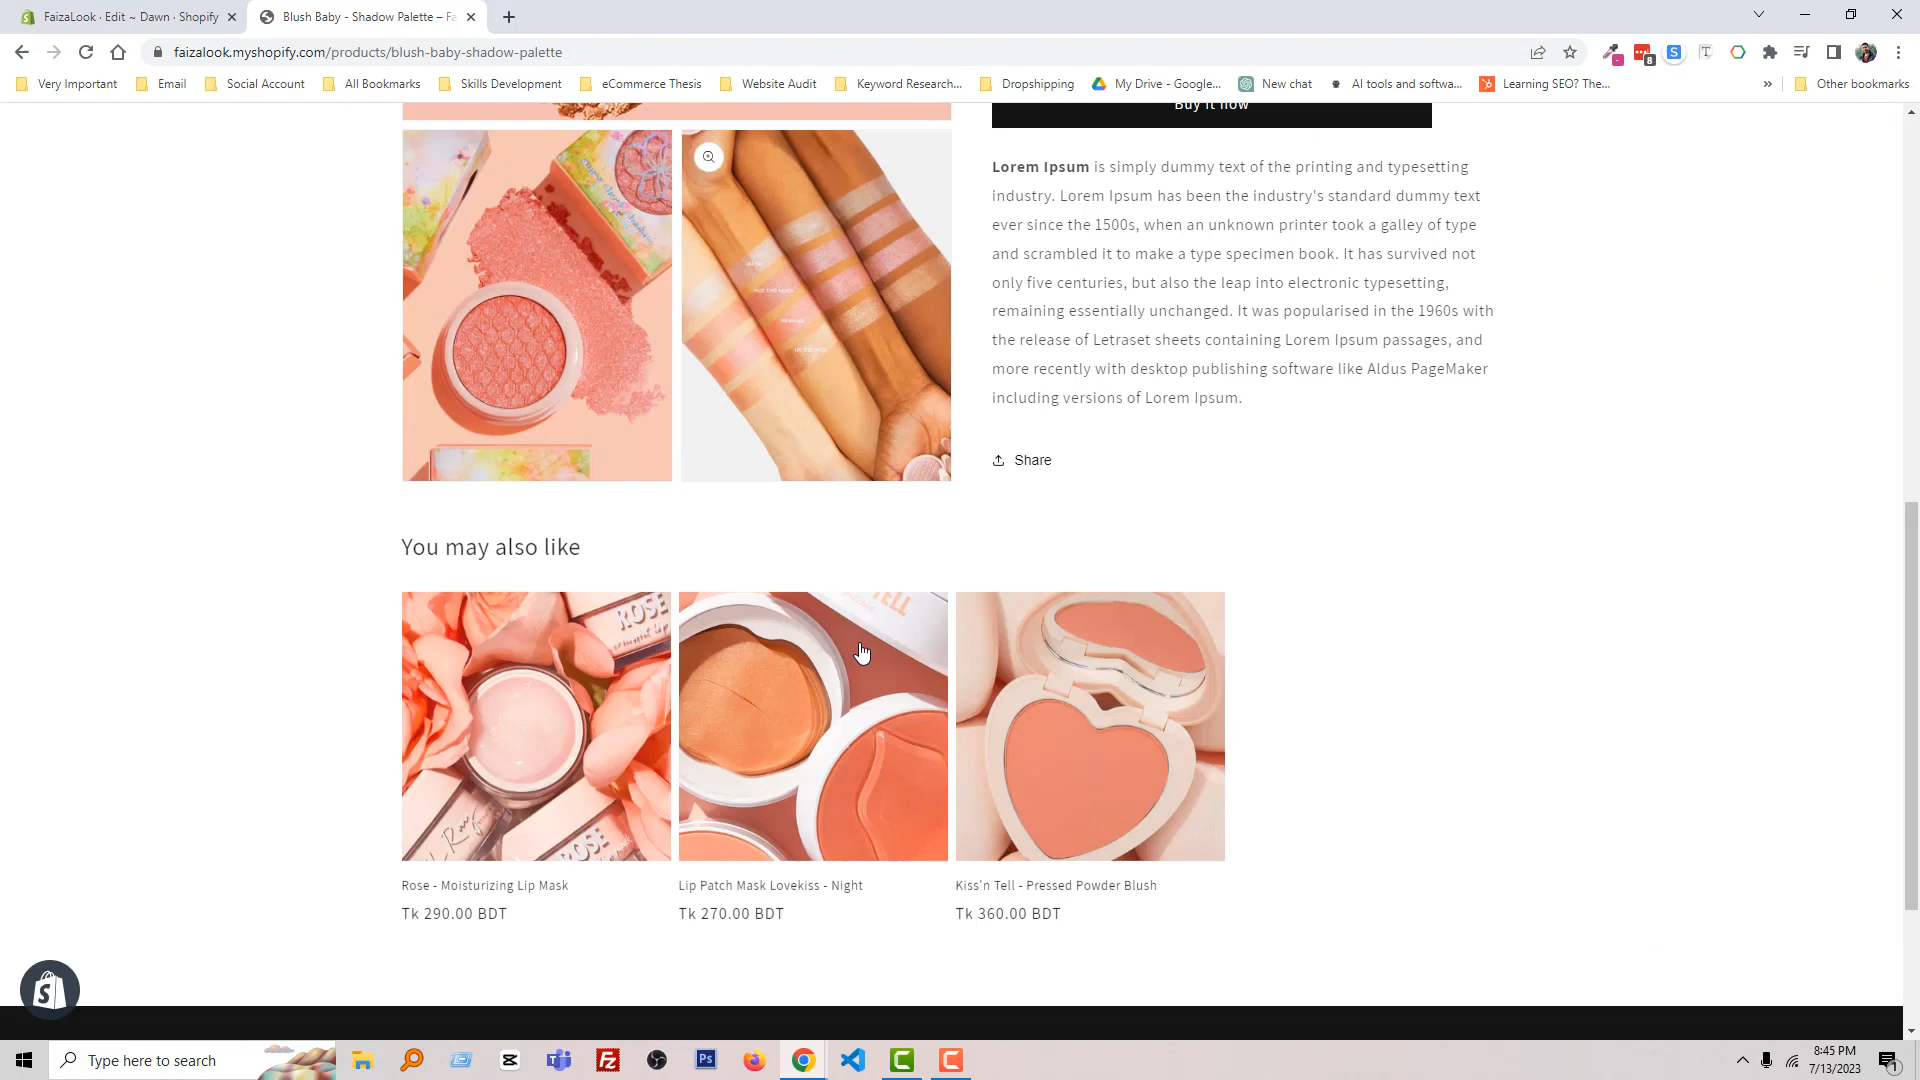 FaizaLook · Edit ~ Dawn · Shopify
Blush Baby - Shadow Palette – Fa
faizalook.myshopify.com/products/blush-baby-shadow-palette
8
Very Important
Email
Social Account
All Bookmarks
Skills Development
eCommerce Thesis
Website Audit
Keyword Research...
Dropshipping
My Drive - Google...
New chat
AI tools and softwa...
Learning SEO? The...
»
Other bookmarks
Buy it now
Lorem Ipsum is simply dummy text of the printing and typesetting
industry. Lorem Ipsum has been the industry's standard dummy text
ever since the 1500s, when an unknown printer took a galley of type
and scrambled it to make a type specimen book. It has survived not
only five centuries, but also the leap into electronic typesetting,
remaining essentially unchanged. It was popularised in the 1960s with
the release of Letraset sheets containing Lorem Ipsum passages, and
more recently with desktop publishing software like Aldus PageMaker
including versions of Lorem Ipsum.
Share
You may also like
ROSE
TELL
ROSE
Rose - Moisturizing Lip Mask
Tk 290.00 BDT
Lip Patch Mask Lovekiss - Night
Tk 270.00 BDT
Kiss'n Tell - Pressed Powder Blush
Tk 360.00 BDT
Type here to search
Ps
8:45 PM
7/13/2023
1